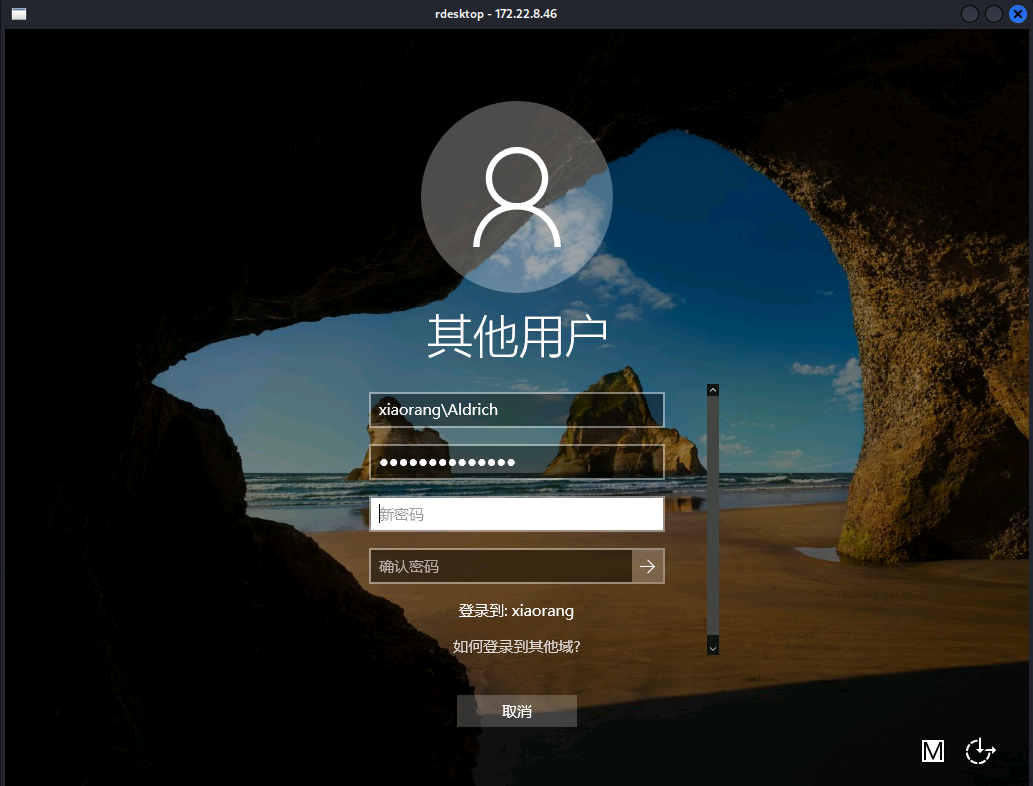 rdesktop - 172.22.8.46
其他用户
xiaorang\Aldrich
新密码
确认密码
登录到: xiaorang
如何登录到其他域?
取消
M